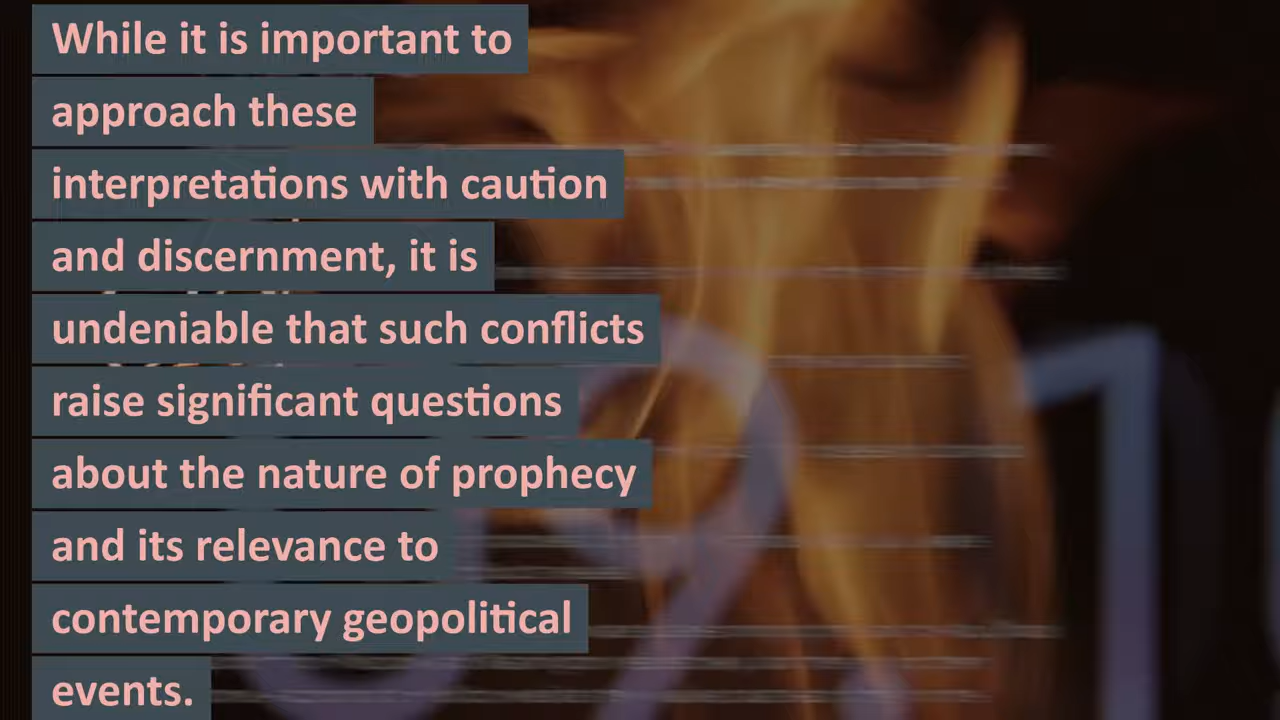 While it is important to
approach these
interpretations with caution
and discernment, it is
undeniable that such conflicts
raise significant questions
about the nature of prophecy
and its relevance to
contemporary geopolitical
events.